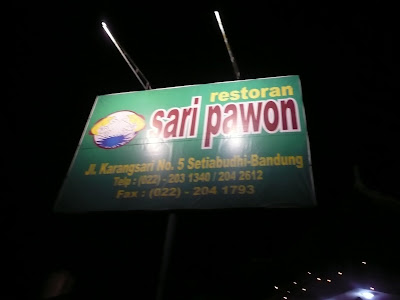 restoran
sari pawon
Jl. Karangsari No. 5 Setiabudhi-Bandung
Telp : (022) - 203 1340 / 204 2612
Fax : (022) - 204 1793